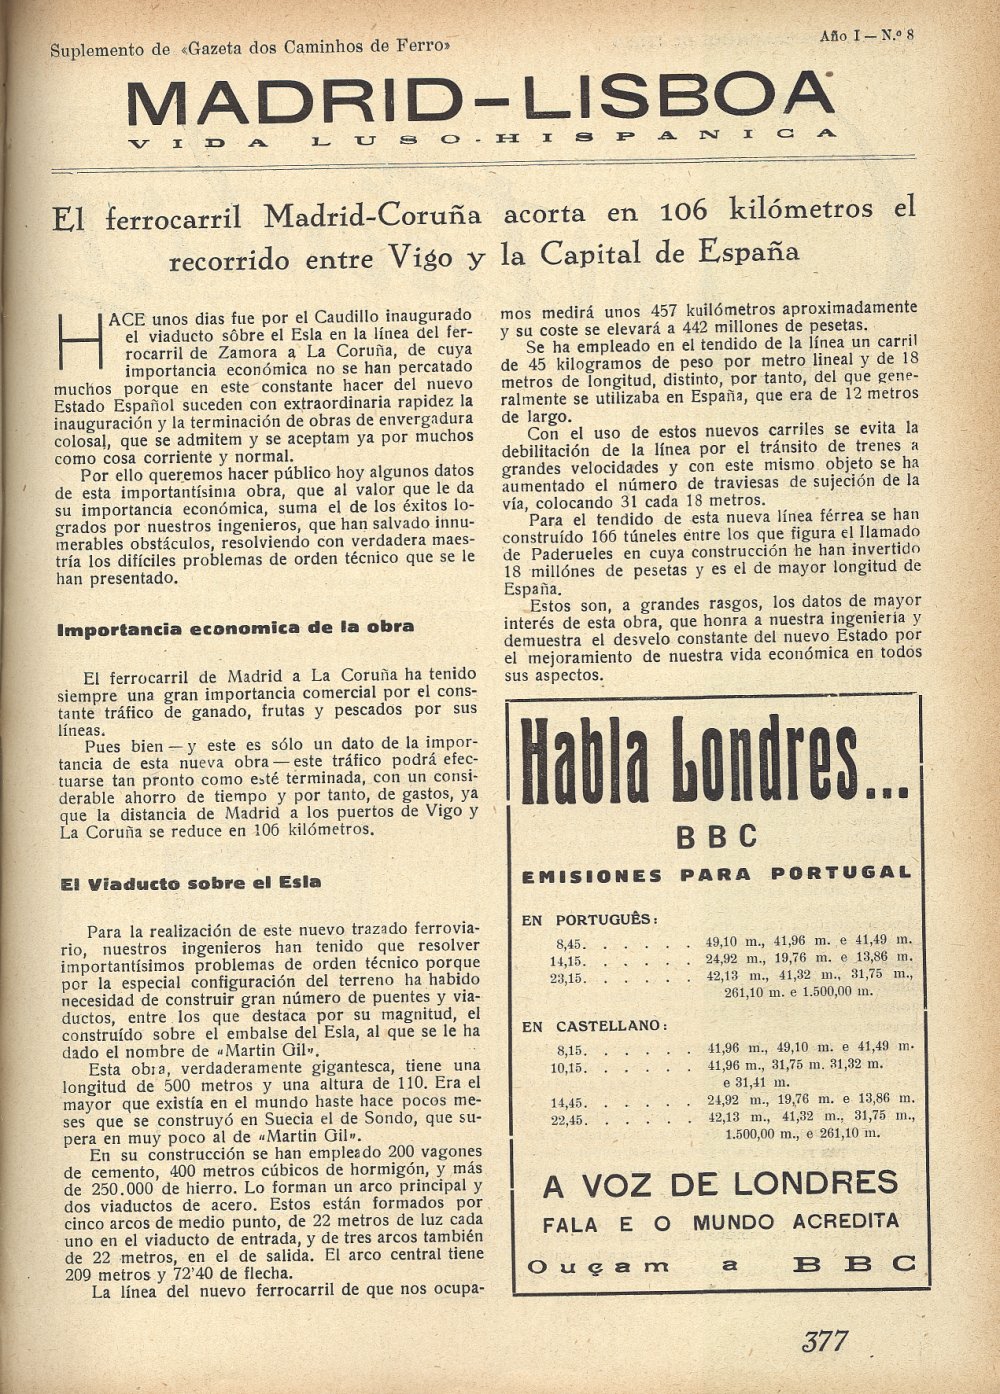 Suplemento de «Gazeta dos Caminhos de Ferro»
Año I — N.º 8
MADRID-LISBOA
VIDA LUSO-HISPANICA
El ferrocarril Madrid-Coruña acorta en 106 kilómetros el
recorrido entre Vigo y la Capital de España
HACE unos dias fue por el Caudillo inaugurado
el viaducto sôbre el Esla en la línea del fer-
rocarril de Zamora a La Coruña, de cuya
importancia económica no se han percatado
muchos porque en este constante hacer del nuevo
Estado Español suceden con extraordinaria rapidez la
inauguración y la terminación de obras de envergadura
colosal, que se admitem y se aceptam ya por muchos
como cosa corriente y normal.
Por ello queremos hacer público hoy algunos datos
de esta importantísima obra, que al valor que le da
su importancia económica, suma el de los éxitos lo-
grados por nuestros ingenieros, que han salvado innu-
merables obstáculos, resolviendo con verdadera maes-
tría los difíciles problemas de orden técnico que se le
han presentado.
Importancia economica de la obra
El ferrocarril de Madrid a La Coruña ha tenido
siempre una gran importancia comercial por el cons-
tante tráfico de ganado, frutas y pescados por sus
líneas.
Pues bien — y este es sólo un dato de la impor-
tancia de esta nueva obra — este tráfico podrá efec-
tuarse tan pronto como esté terminada, con un consi-
derable ahorro de tiempo y por tanto, de gastos, ya
que la distancia de Madrid a los puertos de Vigo y
La Coruña se reduce en 106 kilómetros.
El Viaducto sobre el Esla
Para la realización de este nuevo trazado ferrovia-
rio, nuestros ingenieros han tenido que resolver
importantísimos problemas de orden técnico porque
por la especial configuración del terreno ha habido
necesidad de construir gran número de puentes y via-
ductos, entre los que destaca por su magnitud, el
construído sobre el embalse del Esla, al que se le ha
dado el nombre de «Martin Gil».
Esta obra, verdaderamente gigantesca, tiene una
longitud de 500 metros y una altura de 110. Era el
mayor que existía en el mundo haste hace pocos me-
ses que se construyó en Suecia el de Sondo, que su-
pera en muy poco al de «Martin Gil».
En su construcción se han empleado 200 vagones
de cemento, 400 metros cúbicos de hormigón, y más
de 250.000 de hierro. Lo forman un arco principal y
dos viaductos de acero. Estos están formados por
cinco arcos de medio punto, de 22 metros de luz cada
uno en el viaducto de entrada, y de tres arcos también
de 22 metros, en el de salida. El arco central tiene
209 metros y 72'40 de flecha.
La línea del nuevo ferrocarril de que nos ocupa-
mos medirá unos 457 kuilómetros aproximadamente
y su coste se elevará a 442 millones de pesetas.
Se ha empleado en el tendido de la línea un carril
de 45 kilogramos de peso por metro lineal y de 18
metros de longitud, distinto, por tanto, del que gene-
ralmente se utilizaba en España, que era de 12 metros
de largo.
Con el uso de estos nuevos carriles se evita la
debilitación de la línea por el tránsito de trenes a
grandes velocidades y con este mismo objeto se ha
aumentado el número de traviesas de sujeción de la
vía, colocando 31 cada 18 metros.
Para el tendido de esta nueva línea férrea se han
construído 166 túneles entre los que figura el llamado
de Paderueles en cuya construcción he han invertido
18 millónes de pesetas y es el de mayor longitud de
España.
Estos son, a grandes rasgos, los datos de mayor
interés de esta obra, que honra a nuestra ingeniería y
demuestra el desvelo constante del nuevo Estado por
el mejoramiento de nuestra vida económica en todos
sus aspectos.
Habla Londres...
BBC
EMISIONES PARA PORTUGAL
EN PORTUGUÊS:
8,45. . . . . . 49,10 m., 41,96 m. e 41,49 m.
14,15. . . . . . 24,92 m., 19,76 m. e 13,86 m.
23,15. . . . . . 42,13 m., 41,32 m., 31,75 m.,
261,10 m. e 1.500,00 m.
EN CASTELLANO:
8,15. . . . . . 41,96 m., 49,10 m. e 41,49 m.
10,15. . . . . . 41,96 m., 31,75 m. 31,32 m.
e 31,41 m.
14,45. . . . . . 24,92 m., 19,76 m. e 13,86 m.
22,45. . . . . . 42,13 m., 41,32 m., 31,75 m.,
1.500,00 m., e 261,10 m.
A VOZ DE LONDRES
FALA E O MUNDO ACREDITA
Ouçam a BBC
377